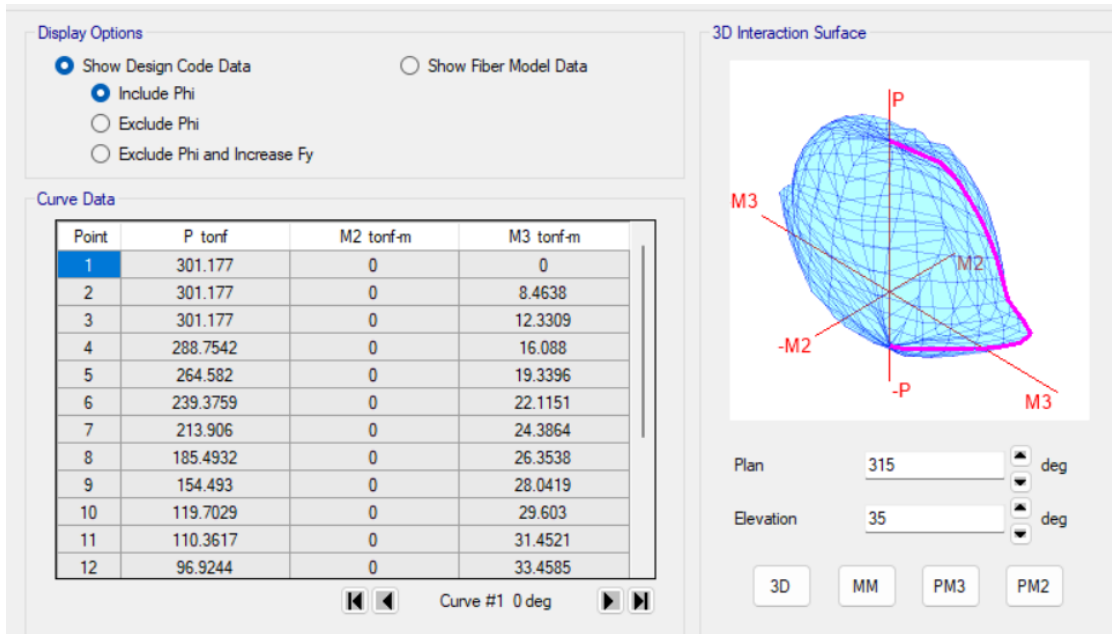 Display Options
Show Design Code Data
Show Fiber Model Data
Include Phi
Exclude Phi
Exclude Phi and Increase Fy
Curve Data
Point P tonf M2 tonf-m M3 tonf-m
1 301.177 0 0
2 301.177 0 8.4638
3 301.177 0 12.3309
4 288.7542 0 16.088
5 264.582 0 19.3396
6 239.3759 0 22.1151
7 213.906 0 24.3864
8 185.4932 0 26.3538
9 154.493 0 28.0419
10 119.7029 0 29.603
11 110.3617 0 31.4521
12 96.9244 0 33.4585
Curve #1 0 deg
3D Interaction Surface
P
M3
M2
-M2
-P
M3
Plan 315 deg
Elevation 35 deg
3D MM PM3 PM2